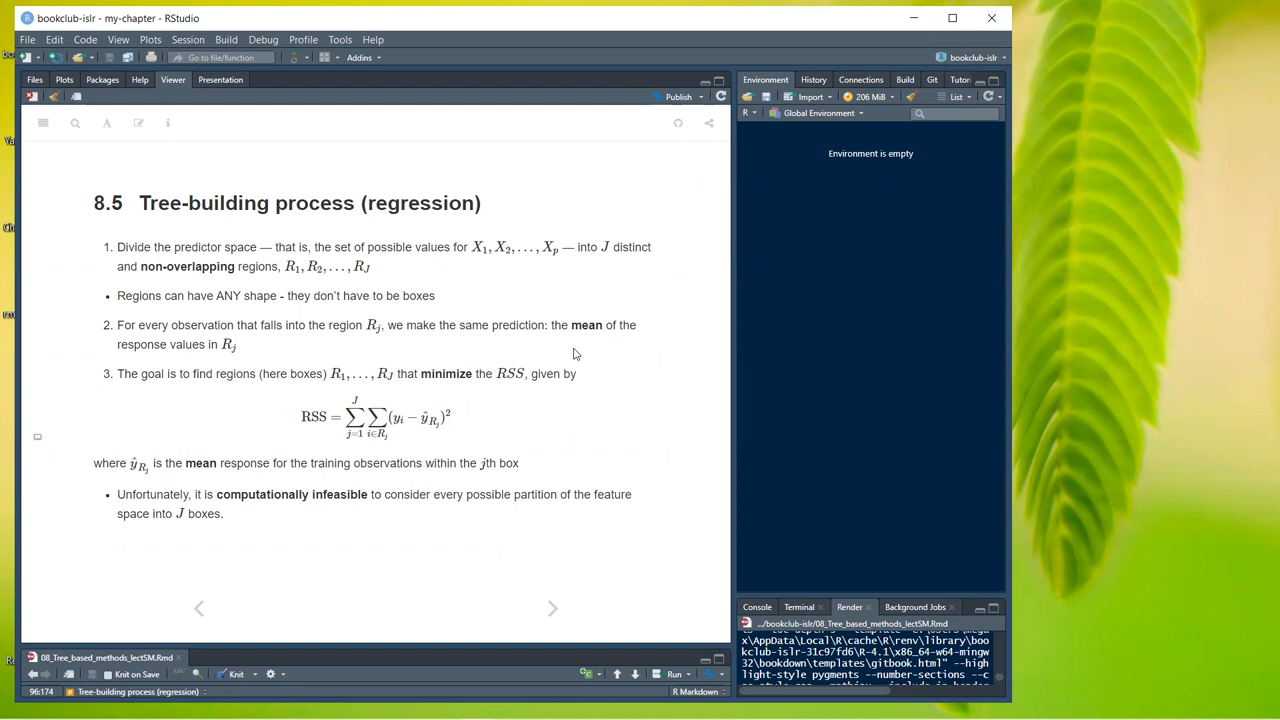 bookclub-islr - my-chapter - RStudio
File Edit Code View Plots Session Build Debug Profile Tools Help
Go to file/function Addins bookclub-islr
Files Plots Packages Help Viewer Presentation
Publish
8.5 Tree-building process (regression)
1. Divide the predictor space — that is, the set of possible values for X₁, X₂, . . . , Xₚ — into J distinct
and non-overlapping regions, R₁, R₂, . . . , R_J
• Regions can have ANY shape - they don't have to be boxes
2. For every observation that falls into the region R_j, we make the same prediction: the mean of the
response values in R_j
3. The goal is to find regions (here boxes) R₁, . . . , R_J that minimize the RSS, given by
RSS = ∑_{j=1}^{J} ∑_{i∈R_j} (y_i − ŷ_{R_j})²
where ŷ_{R_j} is the mean response for the training observations within the jth box
• Unfortunately, it is computationally infeasible to consider every possible partition of the feature
space into J boxes.
08_Tree_based_methods_lectSM.Rmd
Knit on Save Knit Run
96:174 Tree-building process (regression) R Markdown
Environment History Connections Build Git Tutor
Import 206 MiB List
R Global Environment
Environment is empty
Console Terminal Render Background Jobs
.../bookclub-islr/08_Tree_based_methods_lectSM.Rmd
x\AppData\Local\R\cache\R\renv\library\boo
kclub-islr-31c97fd6\R-4.1\x86_64-w64-mingw
32\bookdown\templates\gitbook.html" --high
light-style pygments --number-sections --c